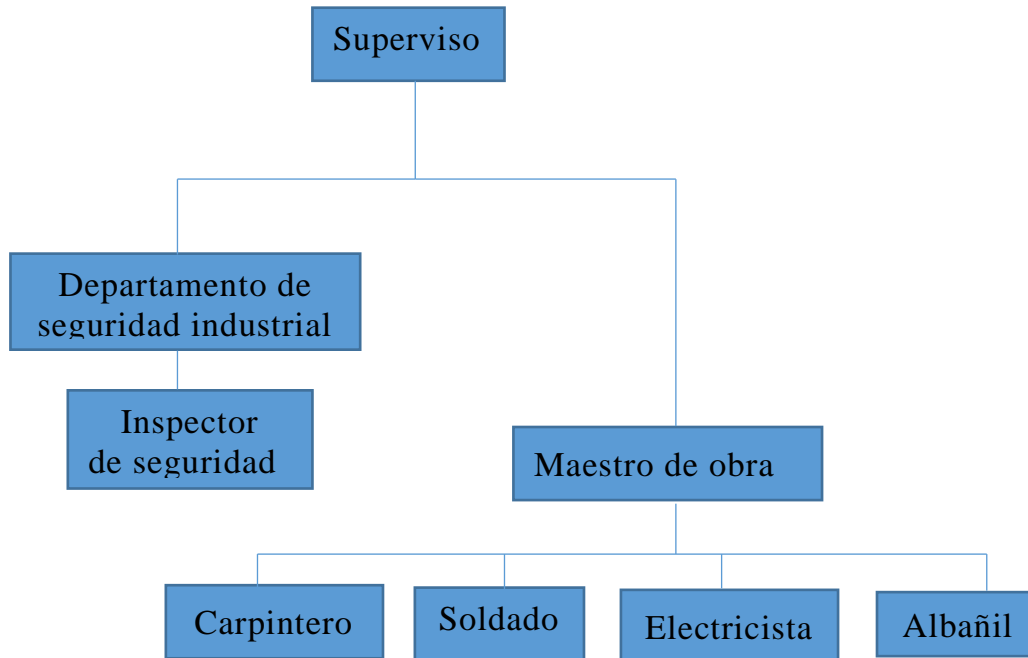 Superviso
Departamento de
seguridad industrial
Inspector
de seguridad
Maestro de obra
Carpintero
Soldado
Electricista
Albañil